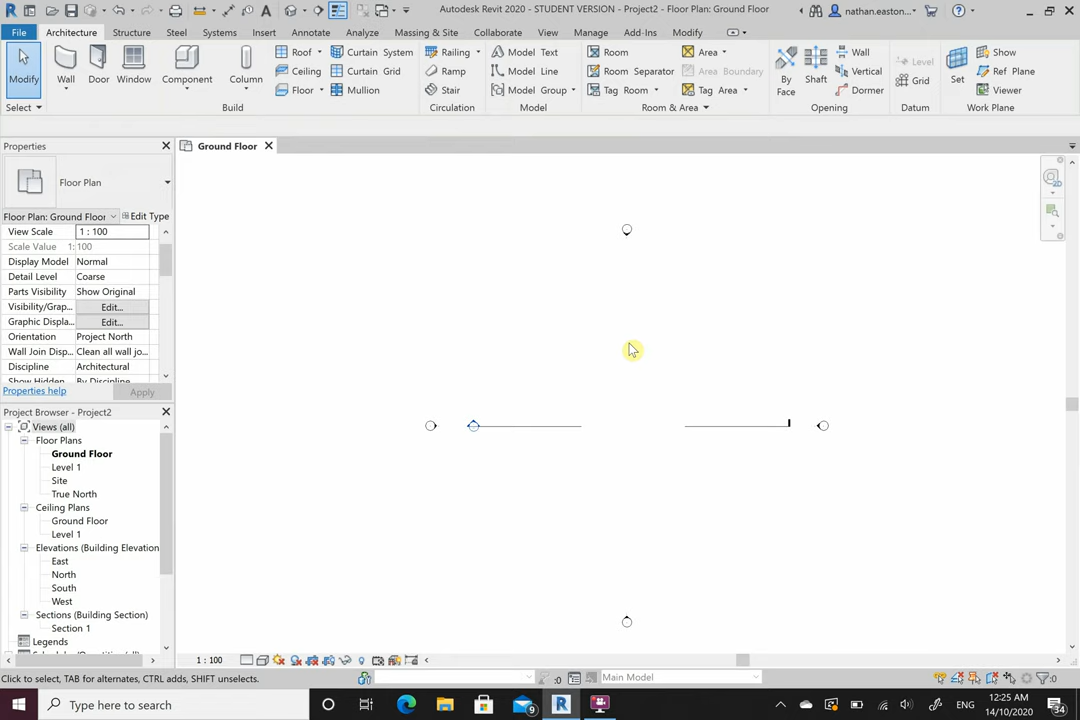 Autodesk Revit 2020 - STUDENT VERSION - Project2 - Floor Plan: Ground Floor
nathan.easton...
File Architecture Structure Steel Systems Insert Annotate Analyze Massing & Site Collaborate View Manage Add-Ins Modify
Modify Wall Door Window Component Column
Roof Curtain System Railing Model Text Room Area
Ceiling Curtain Grid Ramp Model Line Room Separator Area Boundary
Floor Mullion Stair Model Group Tag Room Tag Area
By Face Shaft Wall Vertical Dormer
Level Grid
Set Show Ref Plane Viewer
Select Build Circulation Model Room & Area Opening Datum Work Plane
Properties
Ground Floor
Floor Plan
Floor Plan: Ground Floor Edit Type
View Scale 1 : 100
Scale Value 1: 100
Display Model Normal
Detail Level Coarse
Parts Visibility Show Original
Visibility/Grap... Edit...
Graphic Displa... Edit...
Orientation Project North
Wall Join Disp... Clean all wall jo...
Discipline Architectural
Show Hidden By Discipline
Properties help Apply
Project Browser - Project2
Views (all)
Floor Plans
Ground Floor
Level 1
Site
True North
Ceiling Plans
Ground Floor
Level 1
Elevations (Building Elevation
East
North
South
West
Sections (Building Section)
Section 1
Legends
1 : 100
Click to select, TAB for alternates, CTRL adds, SHIFT unselects.
:0
Main Model
:0
Type here to search
9
ENG
12:25 AM
14/10/2020
34